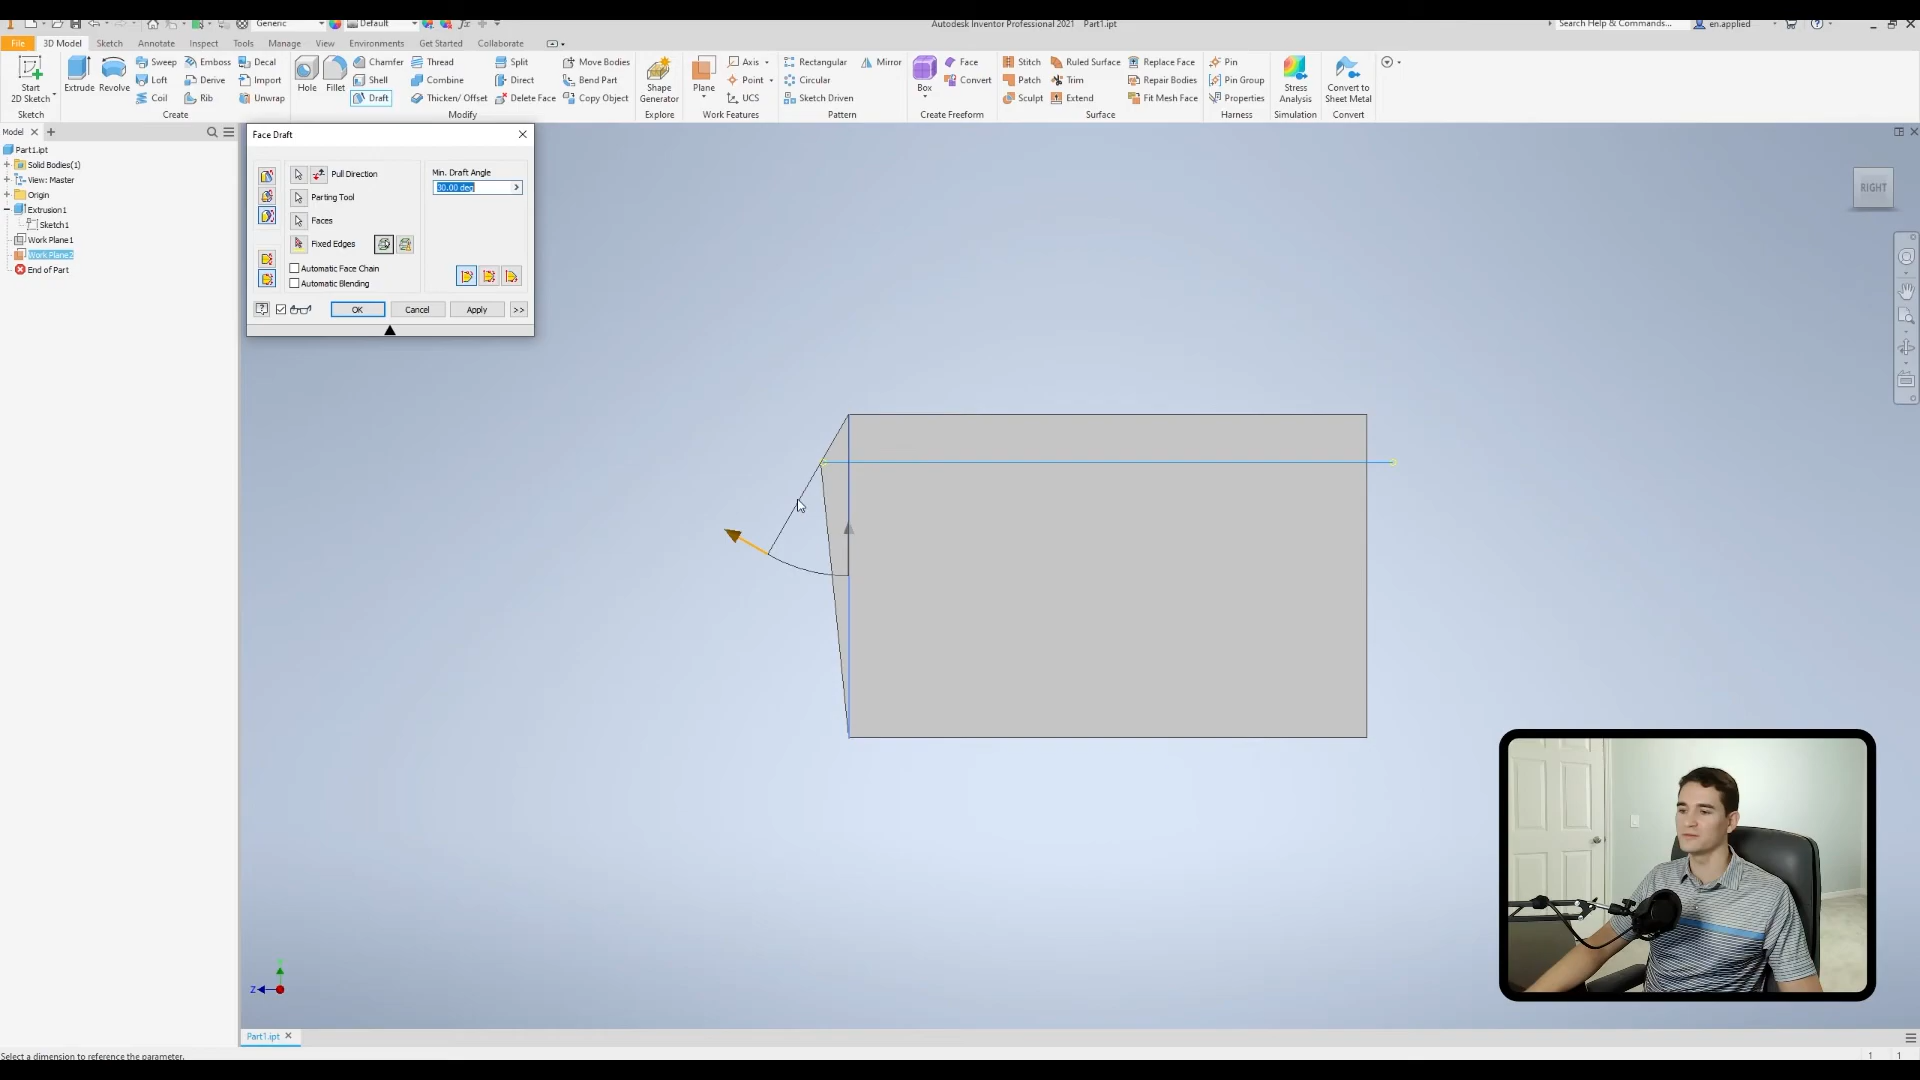 Generic Default fx Autodesk Inventor Professional 2021 Part1.ipt Search Help & Commands... en.applied
File 3D Model Sketch Annotate Inspect Tools Manage View Environments Get Started Collaborate
Start 2D Sketch Extrude Revolve Sweep Emboss Decal Hole Fillet Chamfer Thread Split Move Bodies Shape Generator Plane Axis Rectangular Mirror Box Face Stitch Ruled Surface Replace Face Pin Stress Analysis Convert to Sheet Metal
Loft Derive Import Shell Combine Direct Bend Part Point Circular Convert Patch Trim Repair Bodies Pin Group
Coil Rib Unwrap Draft Thicken/ Offset Delete Face Copy Object UCS Sketch Driven Sculpt Extend Fit Mesh Face Properties
Sketch Create Modify Explore Work Features Pattern Create Freeform Surface Harness Simulation Convert
Model
Part1.ipt
Solid Bodies(1)
View: Master
Origin
Extrusion1
Sketch1
Work Plane1
Work Plane2
End of Part
Face Draft
Pull Direction
Parting Tool
Faces
Fixed Edges
Automatic Face Chain
Automatic Blending
Min. Draft Angle
30.00 deg
OK Cancel Apply >>
RIGHT
Z
Part1.ipt
Select a dimension to reference the parameter.
1 1